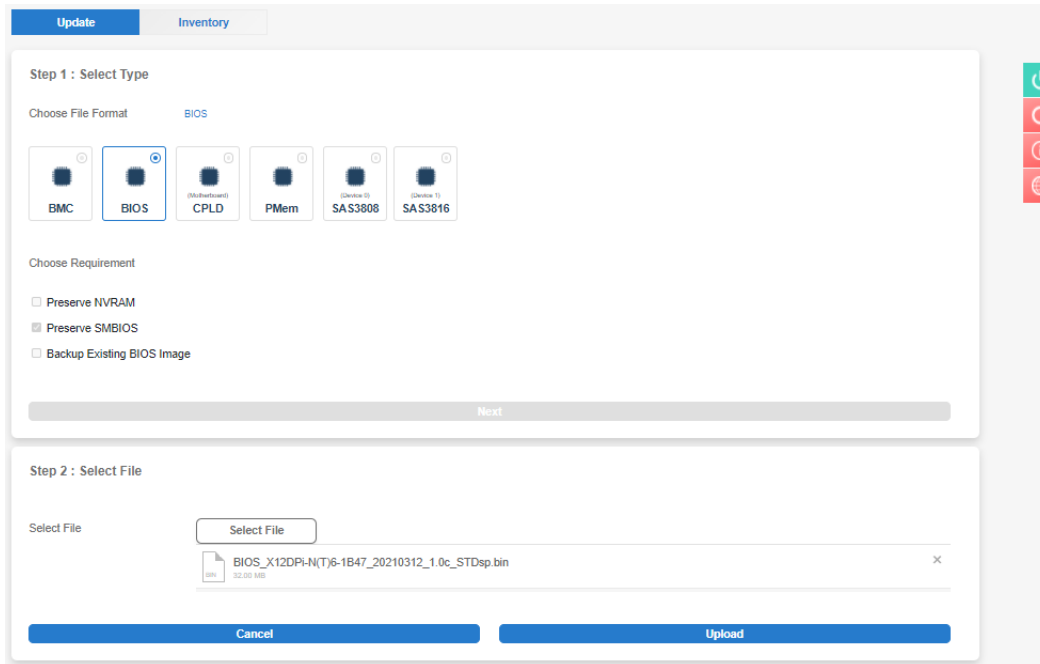 Update Inventory
Step 1 : Select Type
Choose File Format BIOS
(Motherboard) (Device 0) (Device 1)
BMC BIOS CPLD PMem SAS3808 SAS3816
Choose Requirement
Preserve NVRAM
Preserve SMBIOS
Backup Existing BIOS Image
Next
Step 2 : Select File
Select File Select File
BIOS_X12DPi-N(T)6-1B47_20210312_1.0c_STDsp.bin
BIN 32.00 MB
Cancel Upload